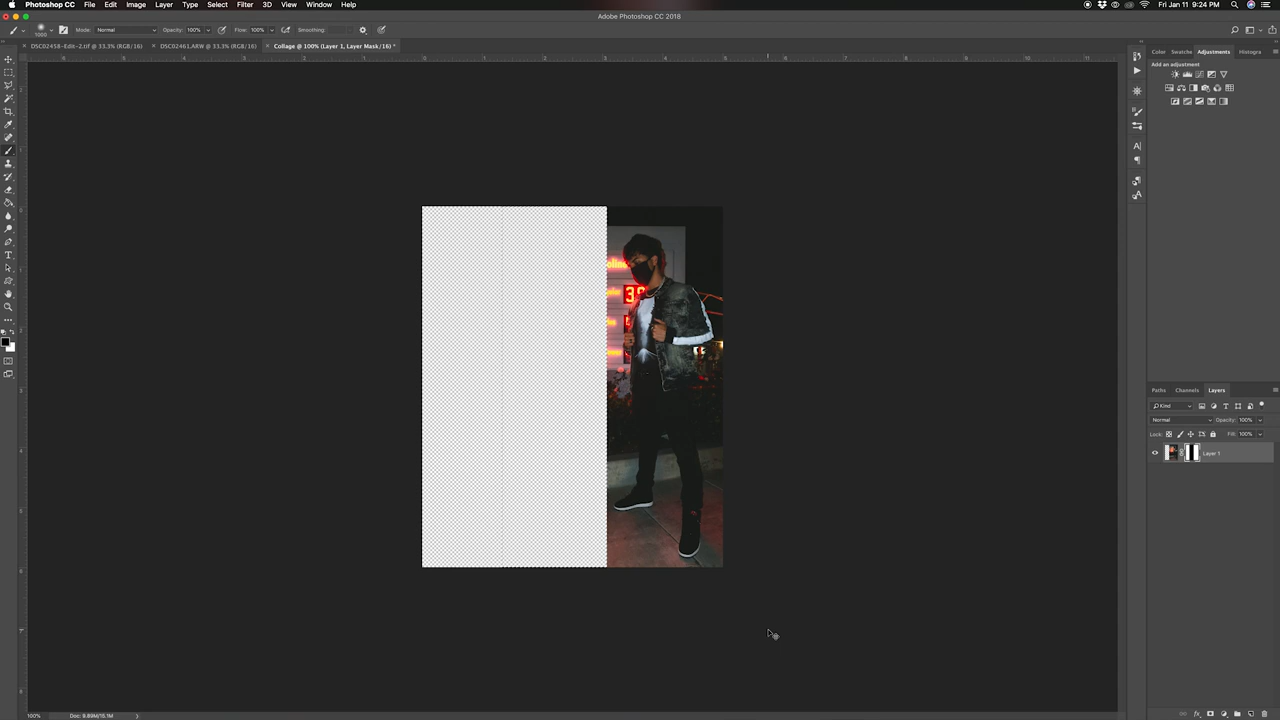 Photoshop CC File Edit Image Layer Type Select Filter 3D View Window Help
Fri Jan 11 9:24 PM
Adobe Photoshop CC 2018
1000 Mode: Normal Opacity: 100% Flow: 100% Smoothing:
DSC02458-Edit-2.tif @ 33.3% (RGB/16) DSC02461.ARW @ 33.3% (RGB/16) Collage @ 100% (Layer 1, Layer Mask/16) *
Color Swatche Adjustments Histogra
Add an adjustment
Paths Channels Layers
Kind
Normal Opacity: 100%
Lock: Fill: 100%
Layer 1
100% Doc: 8.89M/15.1M